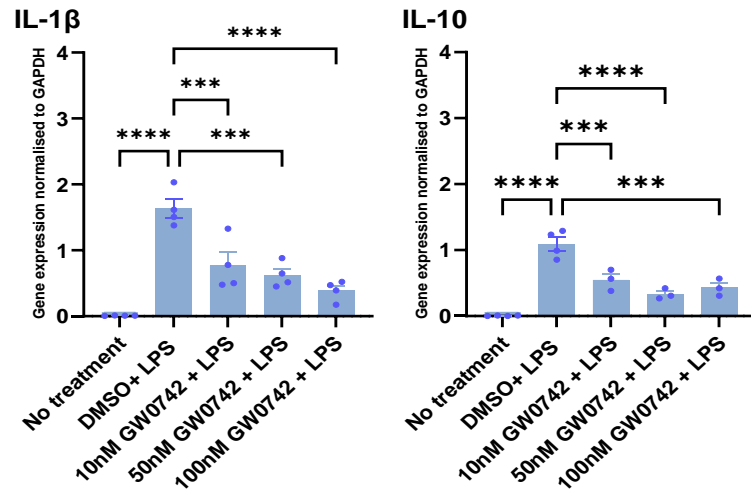 IL-1β
Gene expression normalised to GAPDH
4
3
2
1
0
****
***
****
***
No treatment
DMSO+ LPS
10nM GW0742 + LPS
50nM GW0742 + LPS
100nM GW0742 + LPS
IL-10
Gene expression normalised to GAPDH
4
3
2
1
0
****
***
****
***
No treatment
DMSO+ LPS
10nM GW0742 + LPS
50nM GW0742 + LPS
100nM GW0742 + LPS